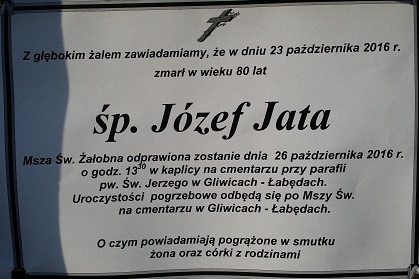 Z głębokim żalem zawiadamiamy, że w dniu 23 października 2016 r.
zmarł w wieku 80 lat
śp. Józef Jata
Msza Św. Żałobna odprawiona zostanie dnia 26 października 2016 r.
o godz. 13³⁰ w kaplicy na cmentarzu przy parafii
pw. Św. Jerzego w Gliwicach - Łabędach.
Uroczystości pogrzebowe odbędą się po Mszy Św.
na cmentarzu w Gliwicach - Łabędach.
O czym powiadamiają pogrążone w smutku
żona oraz córki z rodzinami